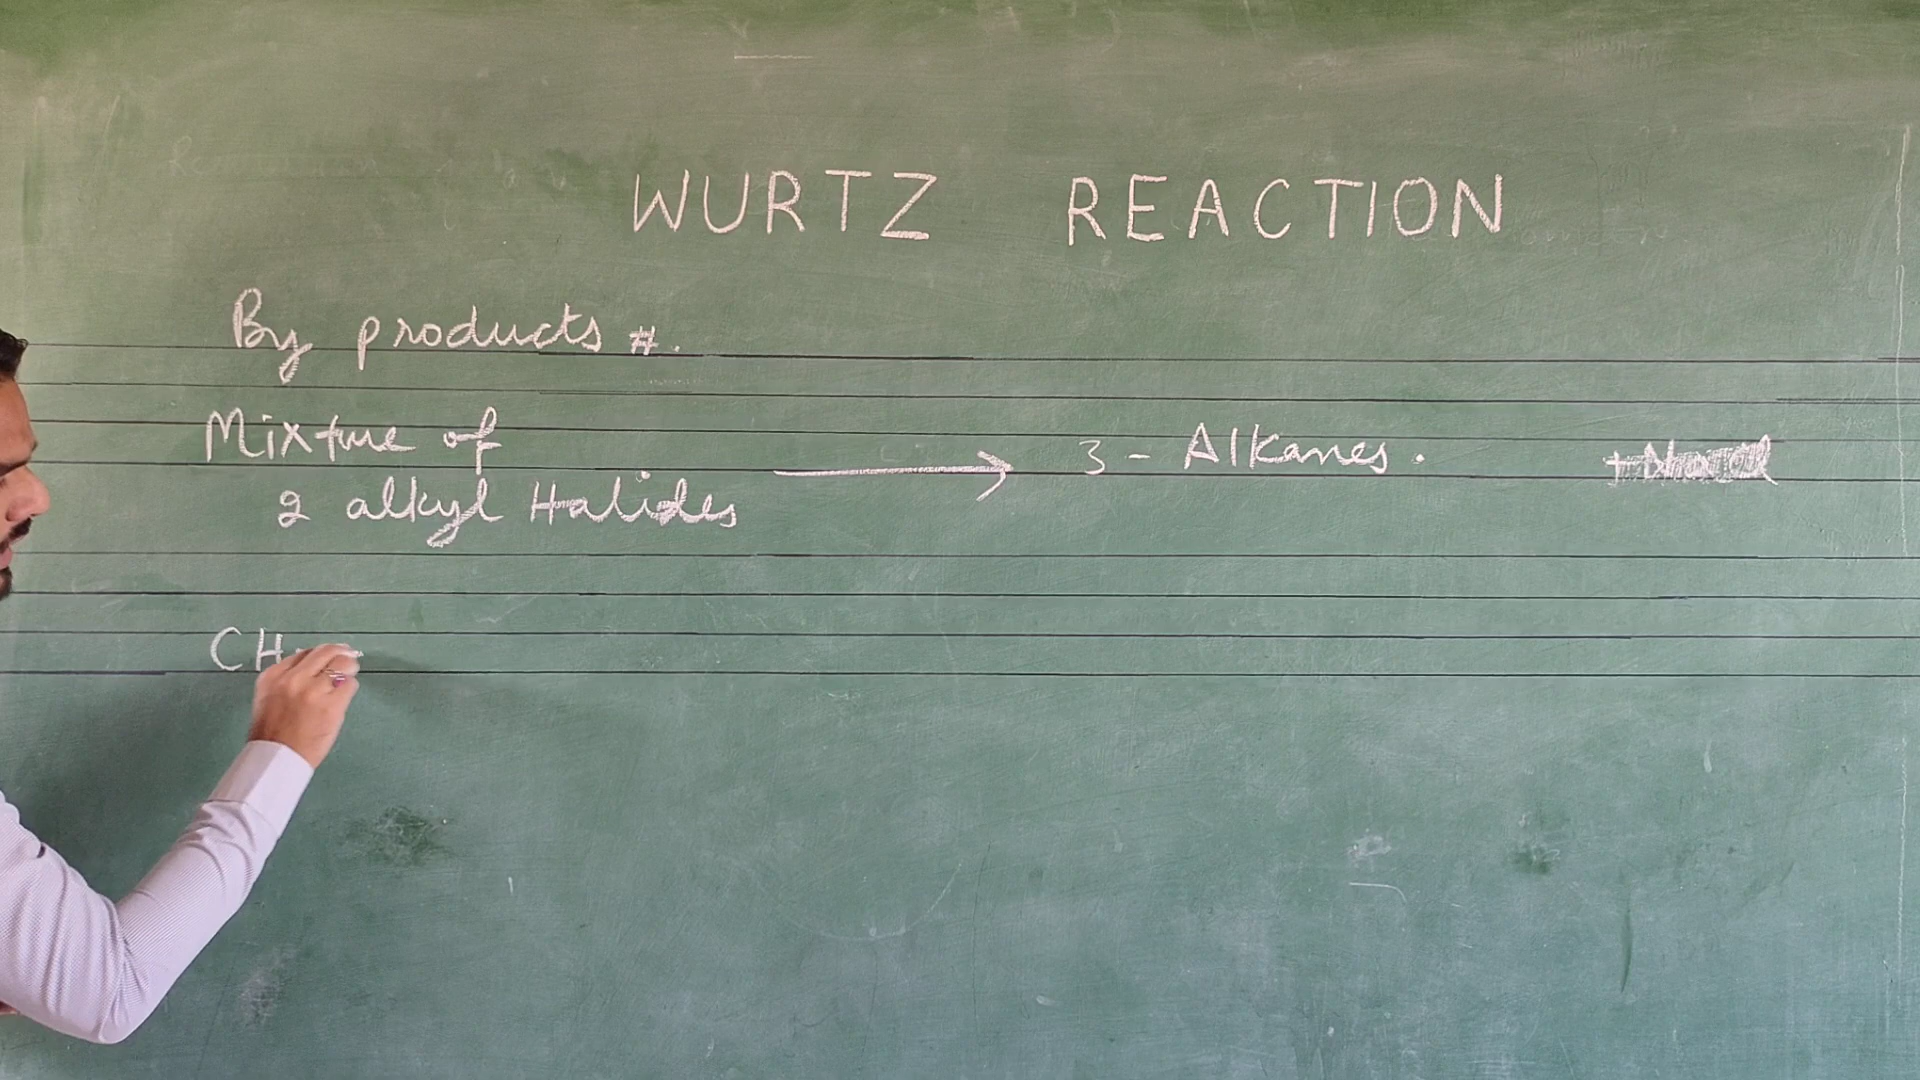 WURTZ REACTION
By products #.
Mixture of
2 alkyl Halides
3 - Alkanes.
CH